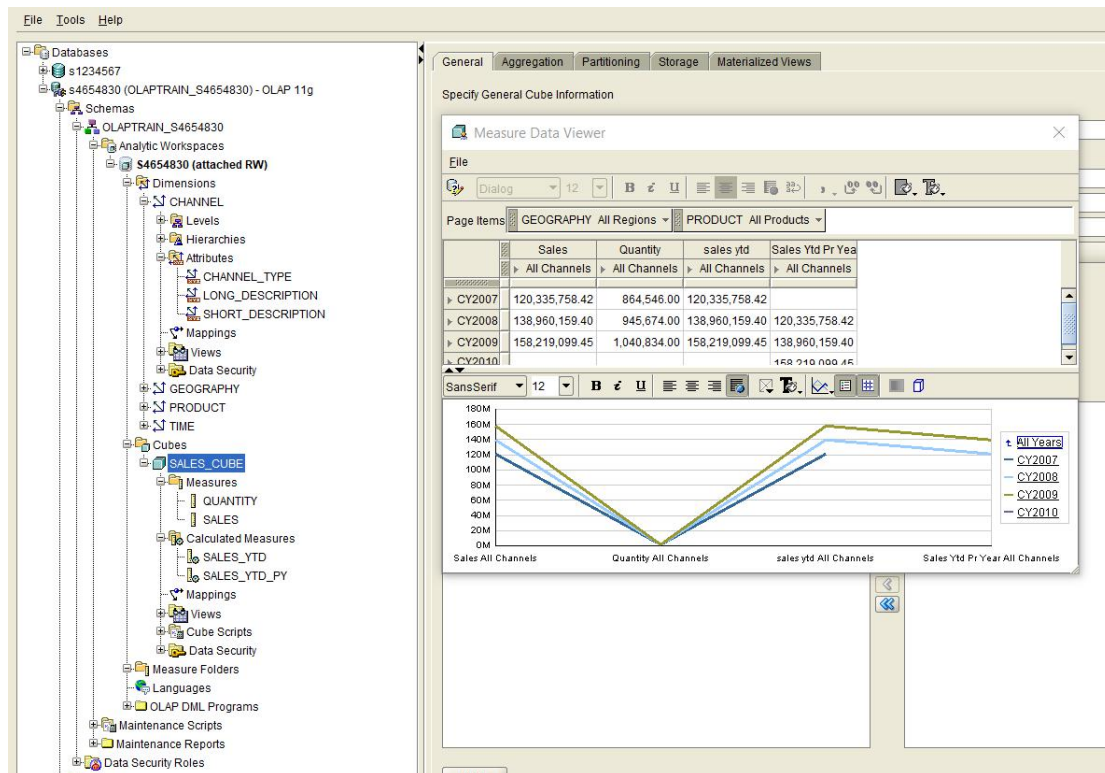 File Tools Help
Databases
s1234567
s4654830 (OLAPTRAIN_S4654830) - OLAP 11g
Schemas
OLAPTRAIN_S4654830
Analytic Workspaces
S4654830 (attached RW)
Dimensions
CHANNEL
Levels
Hierarchies
Attributes
CHANNEL_TYPE
LONG_DESCRIPTION
SHORT_DESCRIPTION
Mappings
Views
Data Security
GEOGRAPHY
PRODUCT
TIME
Cubes
SALES_CUBE
Measures
QUANTITY
SALES
Calculated Measures
SALES_YTD
SALES_YTD_PY
Mappings
Views
Cube Scripts
Data Security
Measure Folders
Languages
OLAP DML Programs
Maintenance Scripts
Maintenance Reports
Data Security Roles
General Aggregation Partitioning Storage Materialized Views
Specify General Cube Information
Measure Data Viewer
File
Dialog 12 B i U
Page Items GEOGRAPHY All Regions PRODUCT All Products
Sales Quantity sales ytd Sales Ytd Pr Yea
All Channels All Channels All Channels All Channels
CY2007 120,335,758.42 864,546.00 120,335,758.42
CY2008 138,960,159.40 945,674.00 138,960,159.40 120,335,758.42
CY2009 158,219,099.45 1,040,834.00 158,219,099.45 138,960,159.40
CY2010 158,219,099.45
SansSerif 12 B i U
180M
160M
140M
120M
100M
80M
60M
40M
20M
0M
Sales All Channels Quantity All Channels sales ytd All Channels Sales Ytd Pr Year All Channels
All Years
CY2007
CY2008
CY2009
CY2010